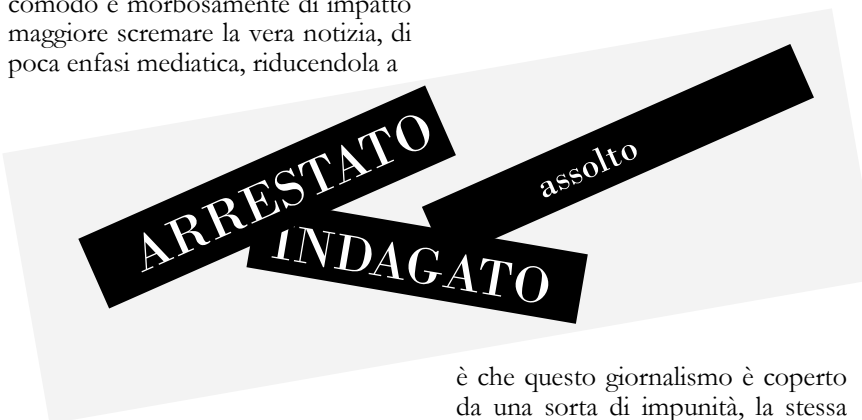 comodo e morbosamente di impatto
maggiore scremare la vera notizia, di
poca enfasi mediatica, riducendola a
ARRESTATO
INDAGATO
assolto
è che questo giornalismo è coperto
da una sorta di impunità, la stessa